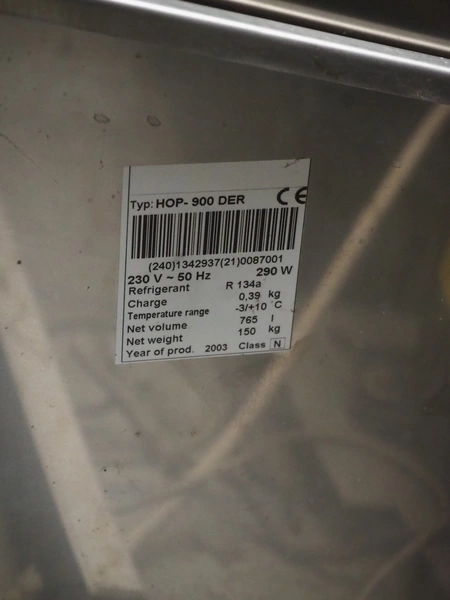 Typ: HOP- 900 DER CE
(240)1342937(21)0087001
230 V ~ 50 Hz 290 W
Refrigerant R 134a
Charge 0,39 kg
Temperature range -3/+10 °C
Net volume 765 l
Net weight 150 kg
Year of prod. 2003 Class N